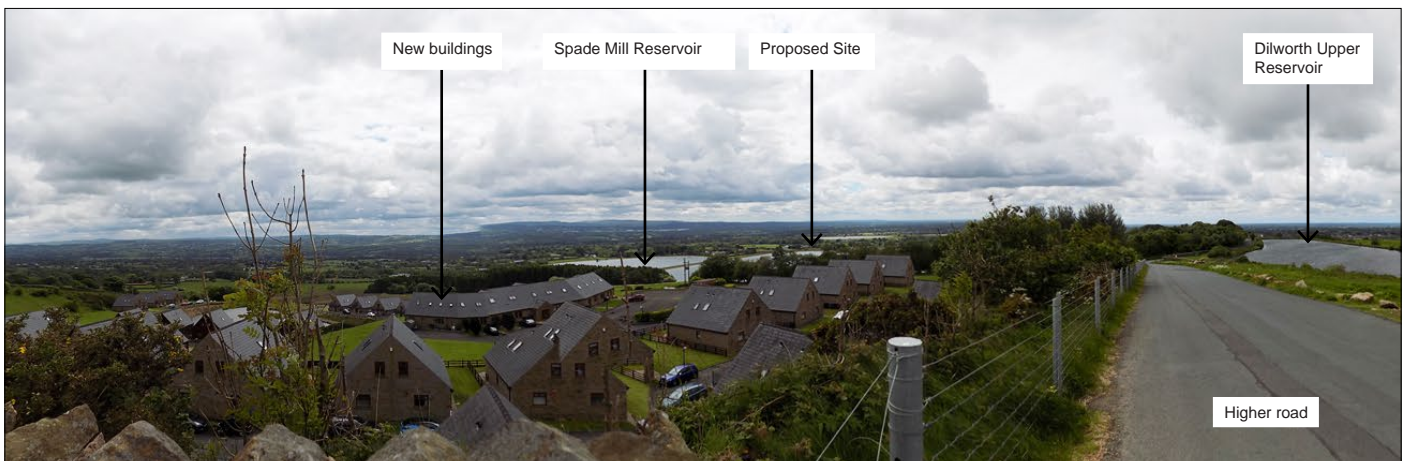 New buildings
Spade Mill Reservoir
Proposed Site
Dilworth Upper
Reservoir
Higher road